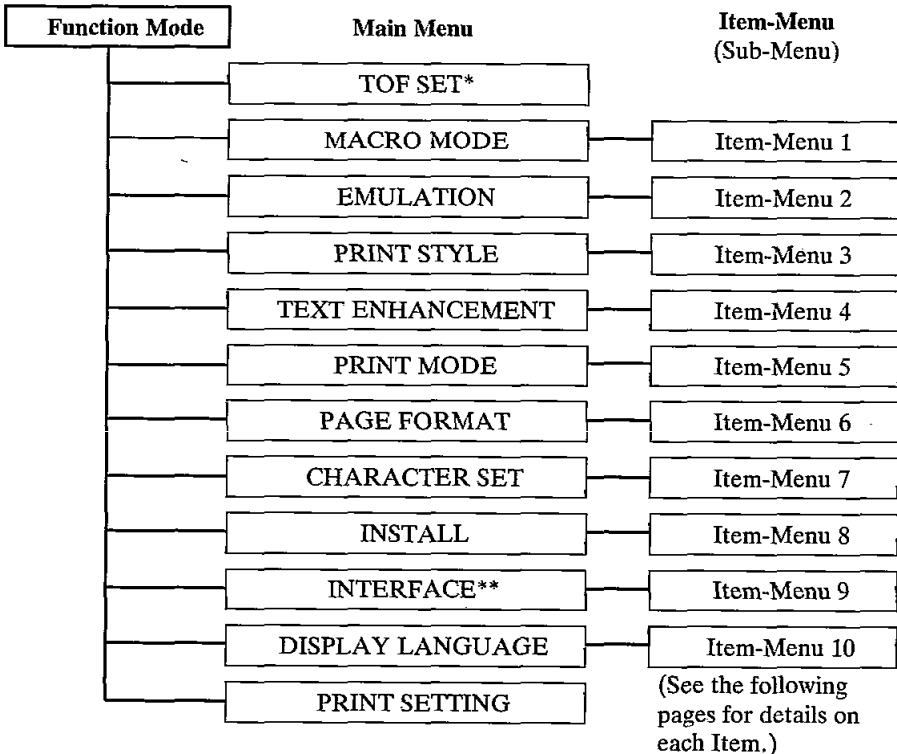 Function Mode Main Menu Item-Menu
(Sub-Menu)
TOF SET*
MACRO MODE Item-Menu 1
EMULATION Item-Menu 2
PRINT STYLE Item-Menu 3
TEXT ENHANCEMENT Item-Menu 4
PRINT MODE Item-Menu 5
PAGE FORMAT Item-Menu 6
CHARACTER SET Item-Menu 7
INSTALL Item-Menu 8
INTERFACE** Item-Menu 9
DISPLAY LANGUAGE Item-Menu 10
PRINT SETTING
(See the following
pages for details on
each Item.)